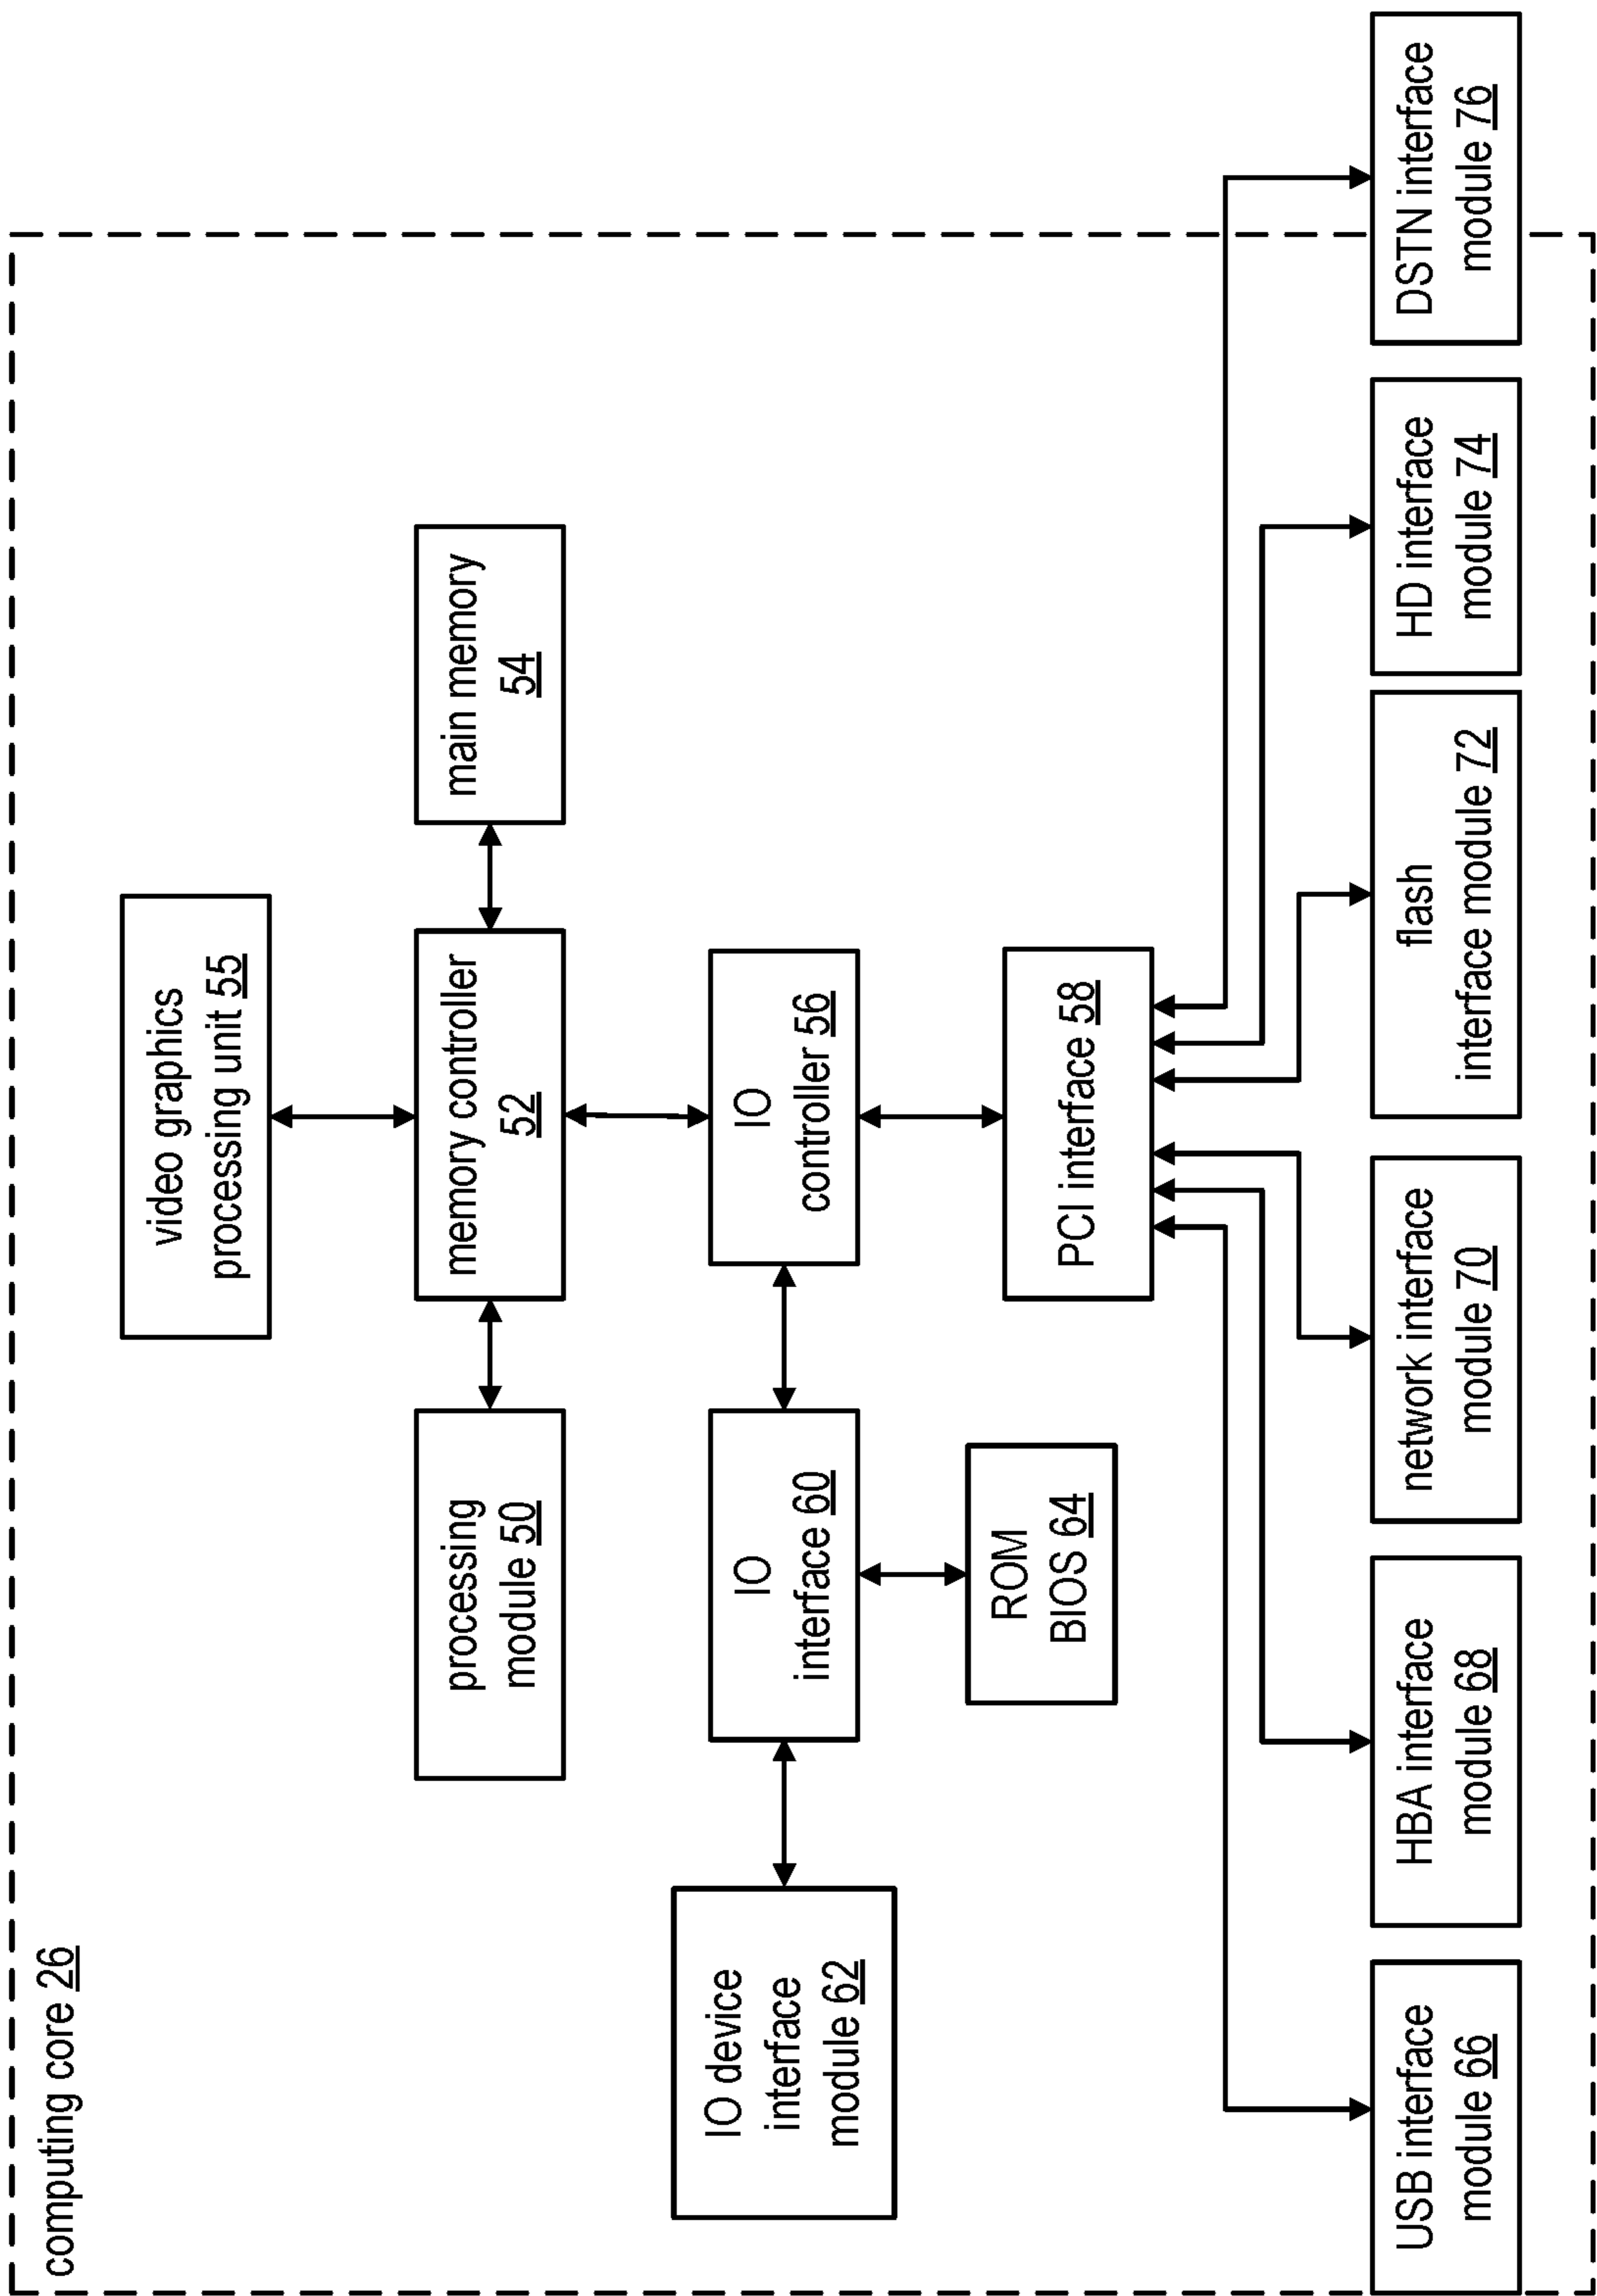 computing core 26
video graphics
processing unit 55
processing
module 50
memory controller
52
main memory
54
IO device
interface
module 62
IO
interface 60
IO
controller 56
ROM
BIOS 64
PCI interface 58
USB interface
module 66
HBA interface
module 68
network interface
module 70
flash
interface module 72
HD interface
module 74
DSTN interface
module 76